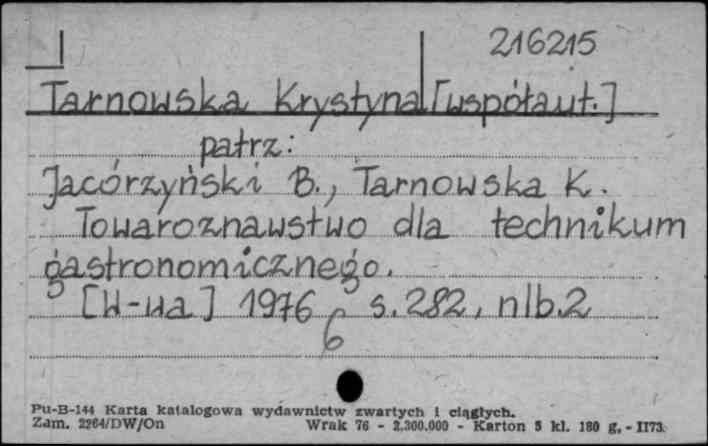 216215
Tarnowska Krystyna [współaut.]
patrz:
Jacórzyński B., Tarnowska K.
Towaroznawstwo dla technikum
gastronomicznego.
[W-wa] 1976 s. 282, nlb. 2
6
Pu-B-144 Karta katalogowa wydawnictw zwartych i ciągłych.
Zam. 2264/DW/On Wrak 76 - 2.300.000 - Karton 5 kl. 180 g, - II73.